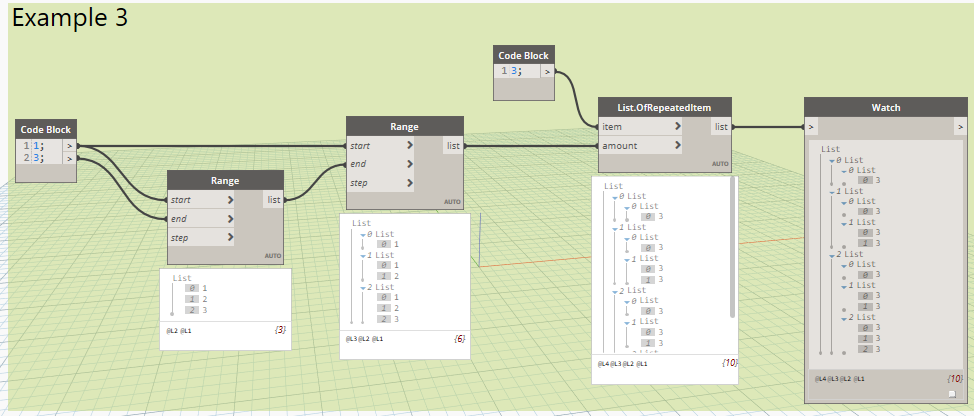 Example 3
Code Block
1 1; >
2 3; >
Range
start > list
end >
step >
AUTO
List
0 1
1 2
2 3
@L2 @L1 {3}
Range
start > list
end >
step >
AUTO
List
0 List
0 1
1 List
0 1
1 2
2 List
0 1
1 2
2 3
@L3 @L2 @L1 {6}
Code Block
1 3; >
List.OfRepeatedItem
item > list
amount >
AUTO
List
0 List
0 List
0 3
1 List
0 List
0 3
1 List
0 3
1 3
2 List
0 List
0 3
1 List
0 3
1 3
@L4 @L3 @L2 @L1 {10}
Watch
> >
List
0 List
0 List
0 3
1 List
0 List
0 3
1 List
0 3
1 3
2 List
0 List
0 3
1 List
0 3
1 3
2 List
0 3
1 3
2 3
@L4 @L3 @L2 @L1 {10}